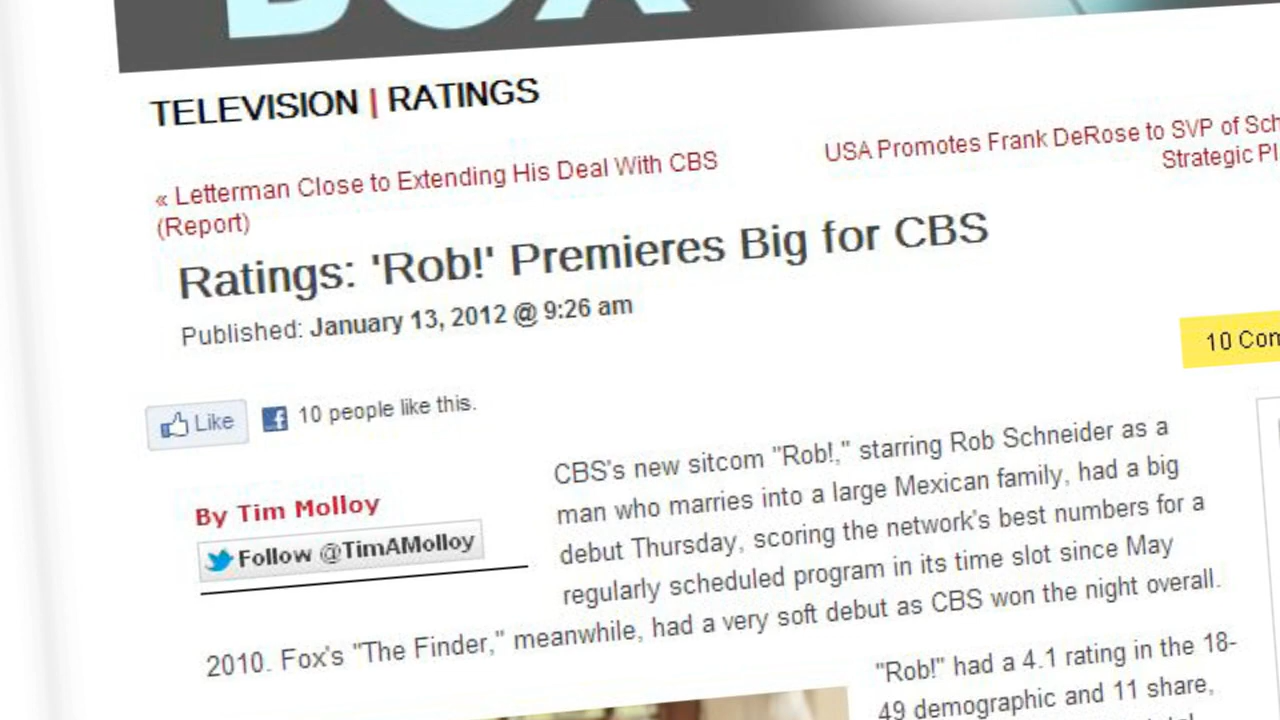 BOX
TELEVISION | RATINGS
« Letterman Close to Extending His Deal With CBS
(Report)
USA Promotes Frank DeRose to SVP of
Strategic
Ratings: 'Rob!' Premieres Big for CBS
Published: January 13, 2012 @ 9:26 am
10
Like
10 people like this.
By Tim Molloy
Follow @TimAMolloy
CBS's new sitcom "Rob!," starring Rob Schneider as a
man who marries into a large Mexican family, had a big
debut Thursday, scoring the network's best numbers for a
regularly scheduled program in its time slot since May
2010. Fox's "The Finder," meanwhile, had a very soft debut as CBS won the night overall.
"Rob!" had a 4.1 rating in the 18-
49 demographic and 11 share,